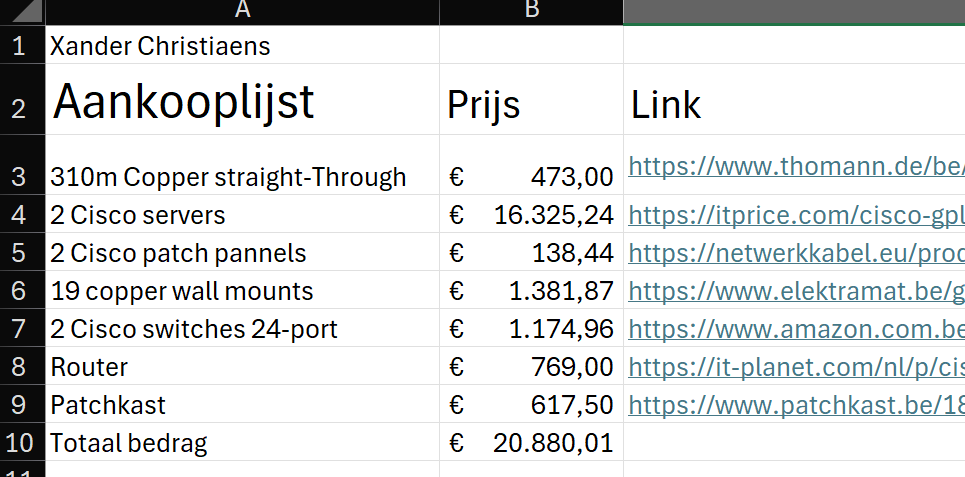 A B
1 Xander Christiaens
2 Aankooplijst Prijs Link
3 310m Copper straight-Through € 473,00 https://www.thomann.de/be/
4 2 Cisco servers € 16.325,24 https://itprice.com/cisco-gpl
5 2 Cisco patch pannels € 138,44 https://netwerkkabel.eu/prod
6 19 copper wall mounts € 1.381,87 https://www.elektramat.be/g
7 2 Cisco switches 24-port € 1.174,96 https://www.amazon.com.be
8 Router € 769,00 https://it-planet.com/nl/p/cis
9 Patchkast € 617,50 https://www.patchkast.be/18
10 Totaal bedrag € 20.880,01
11